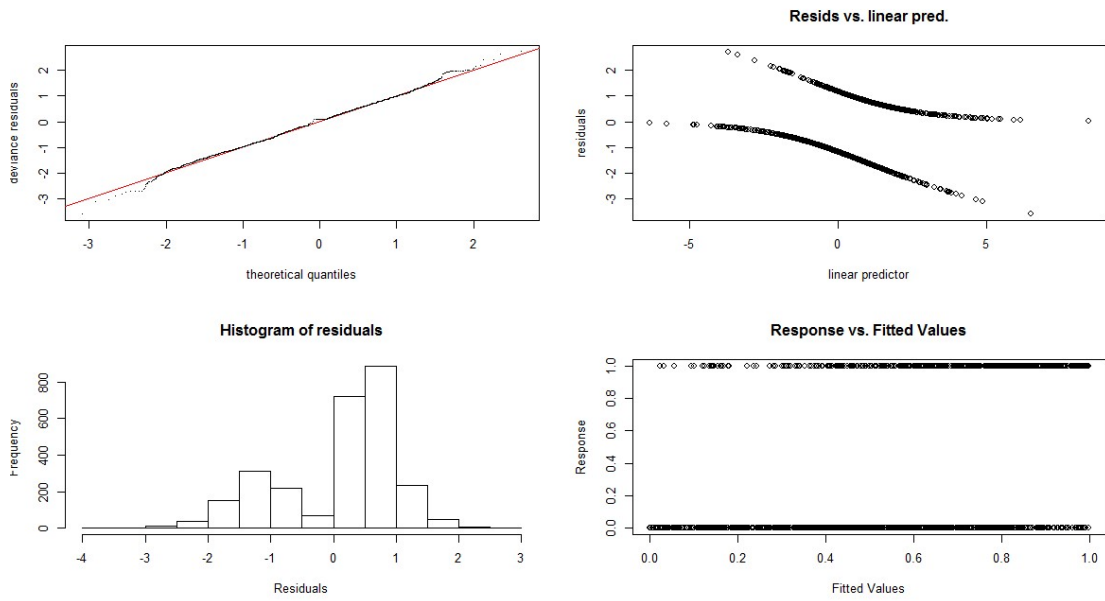 deviance residuals
2
1
0
-1
-2
-3
-3 -2 -1 0 1 2
theoretical quantiles
Resids vs. linear pred.
residuals
2
1
0
-1
-2
-3
-5 0 5
linear predictor
Histogram of residuals
Frequency
800
600
400
200
0
-4 -3 -2 -1 0 1 2 3
Residuals
Response vs. Fitted Values
Response
1.0
0.8
0.6
0.4
0.2
0.0
0.0 0.2 0.4 0.6 0.8 1.0
Fitted Values